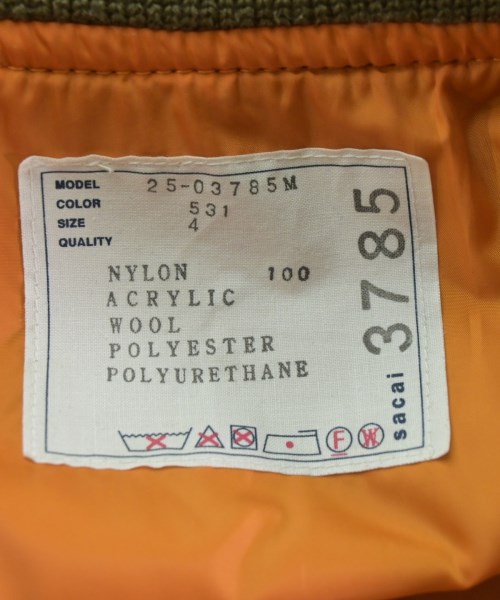 MODEL 25-03785M
COLOR 531
SIZE 4
QUALITY
NYLON 100
ACRYLIC
WOOL
POLYESTER
POLYURETHANE
sacai 3785
F
W